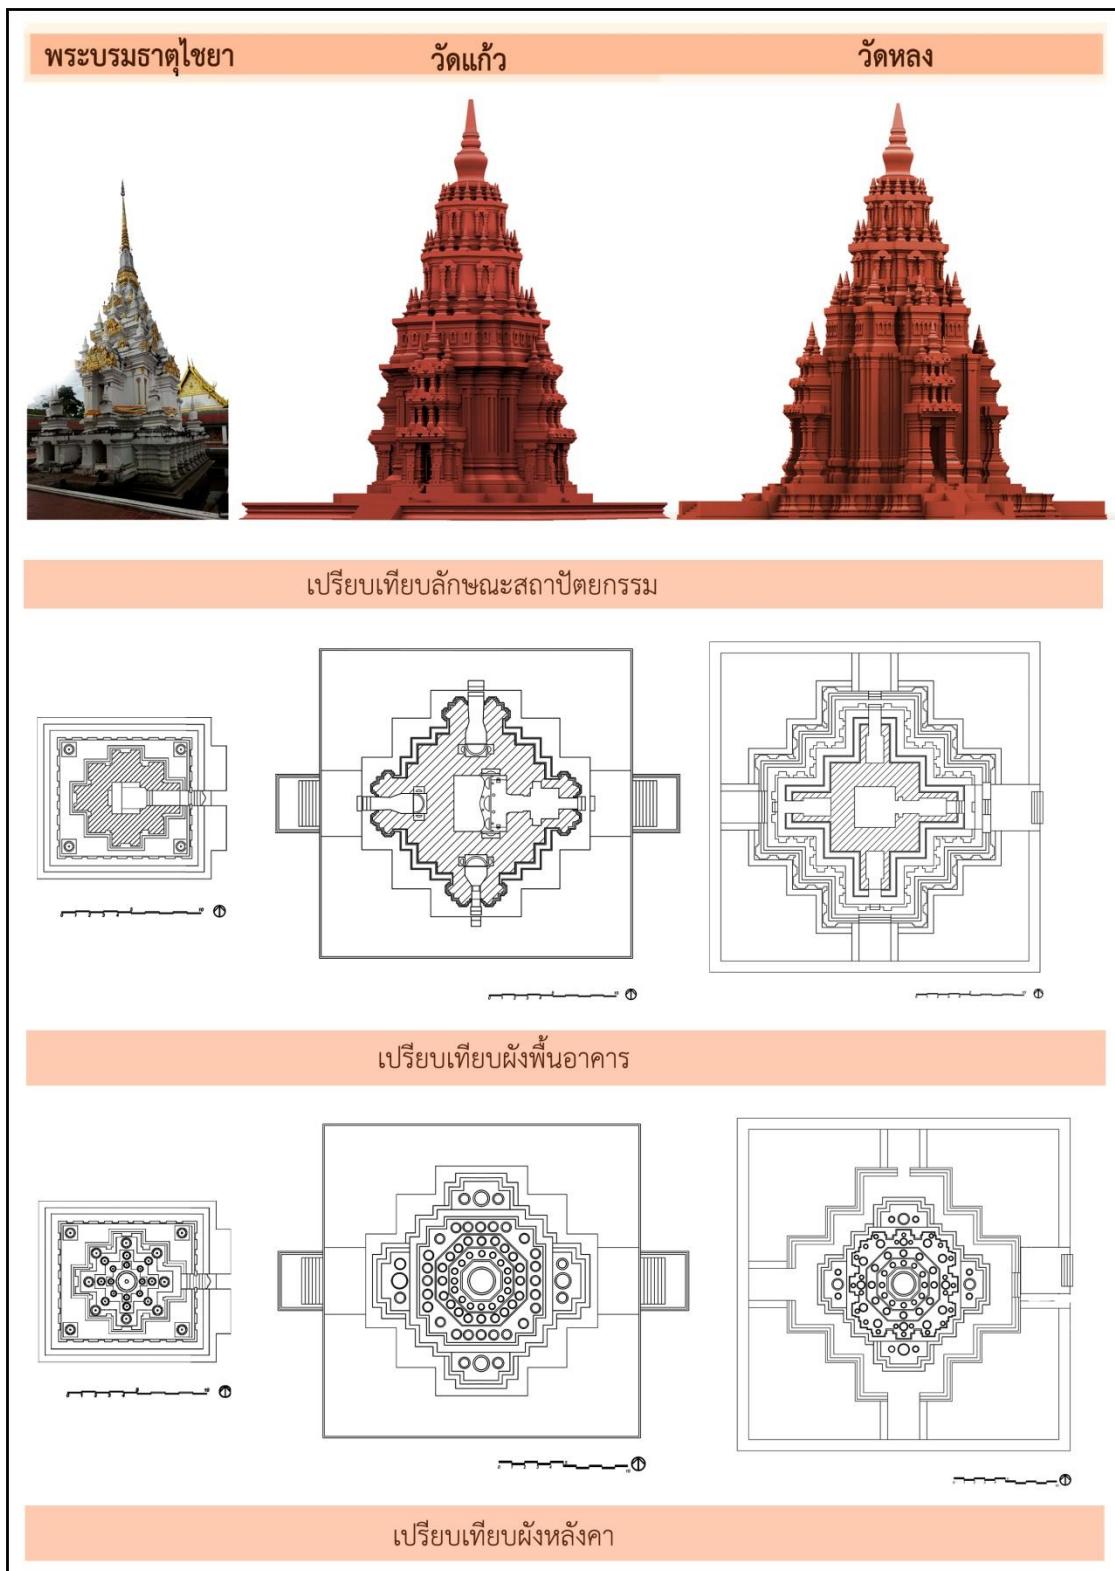 พระบรมธาตุไชยา วัดแก้ว วัดหลง
เปรียบเทียบลักษณะสถาปัตยกรรม
เปรียบเทียบผังพื้นอาคาร
เปรียบเทียบผังหลังคา